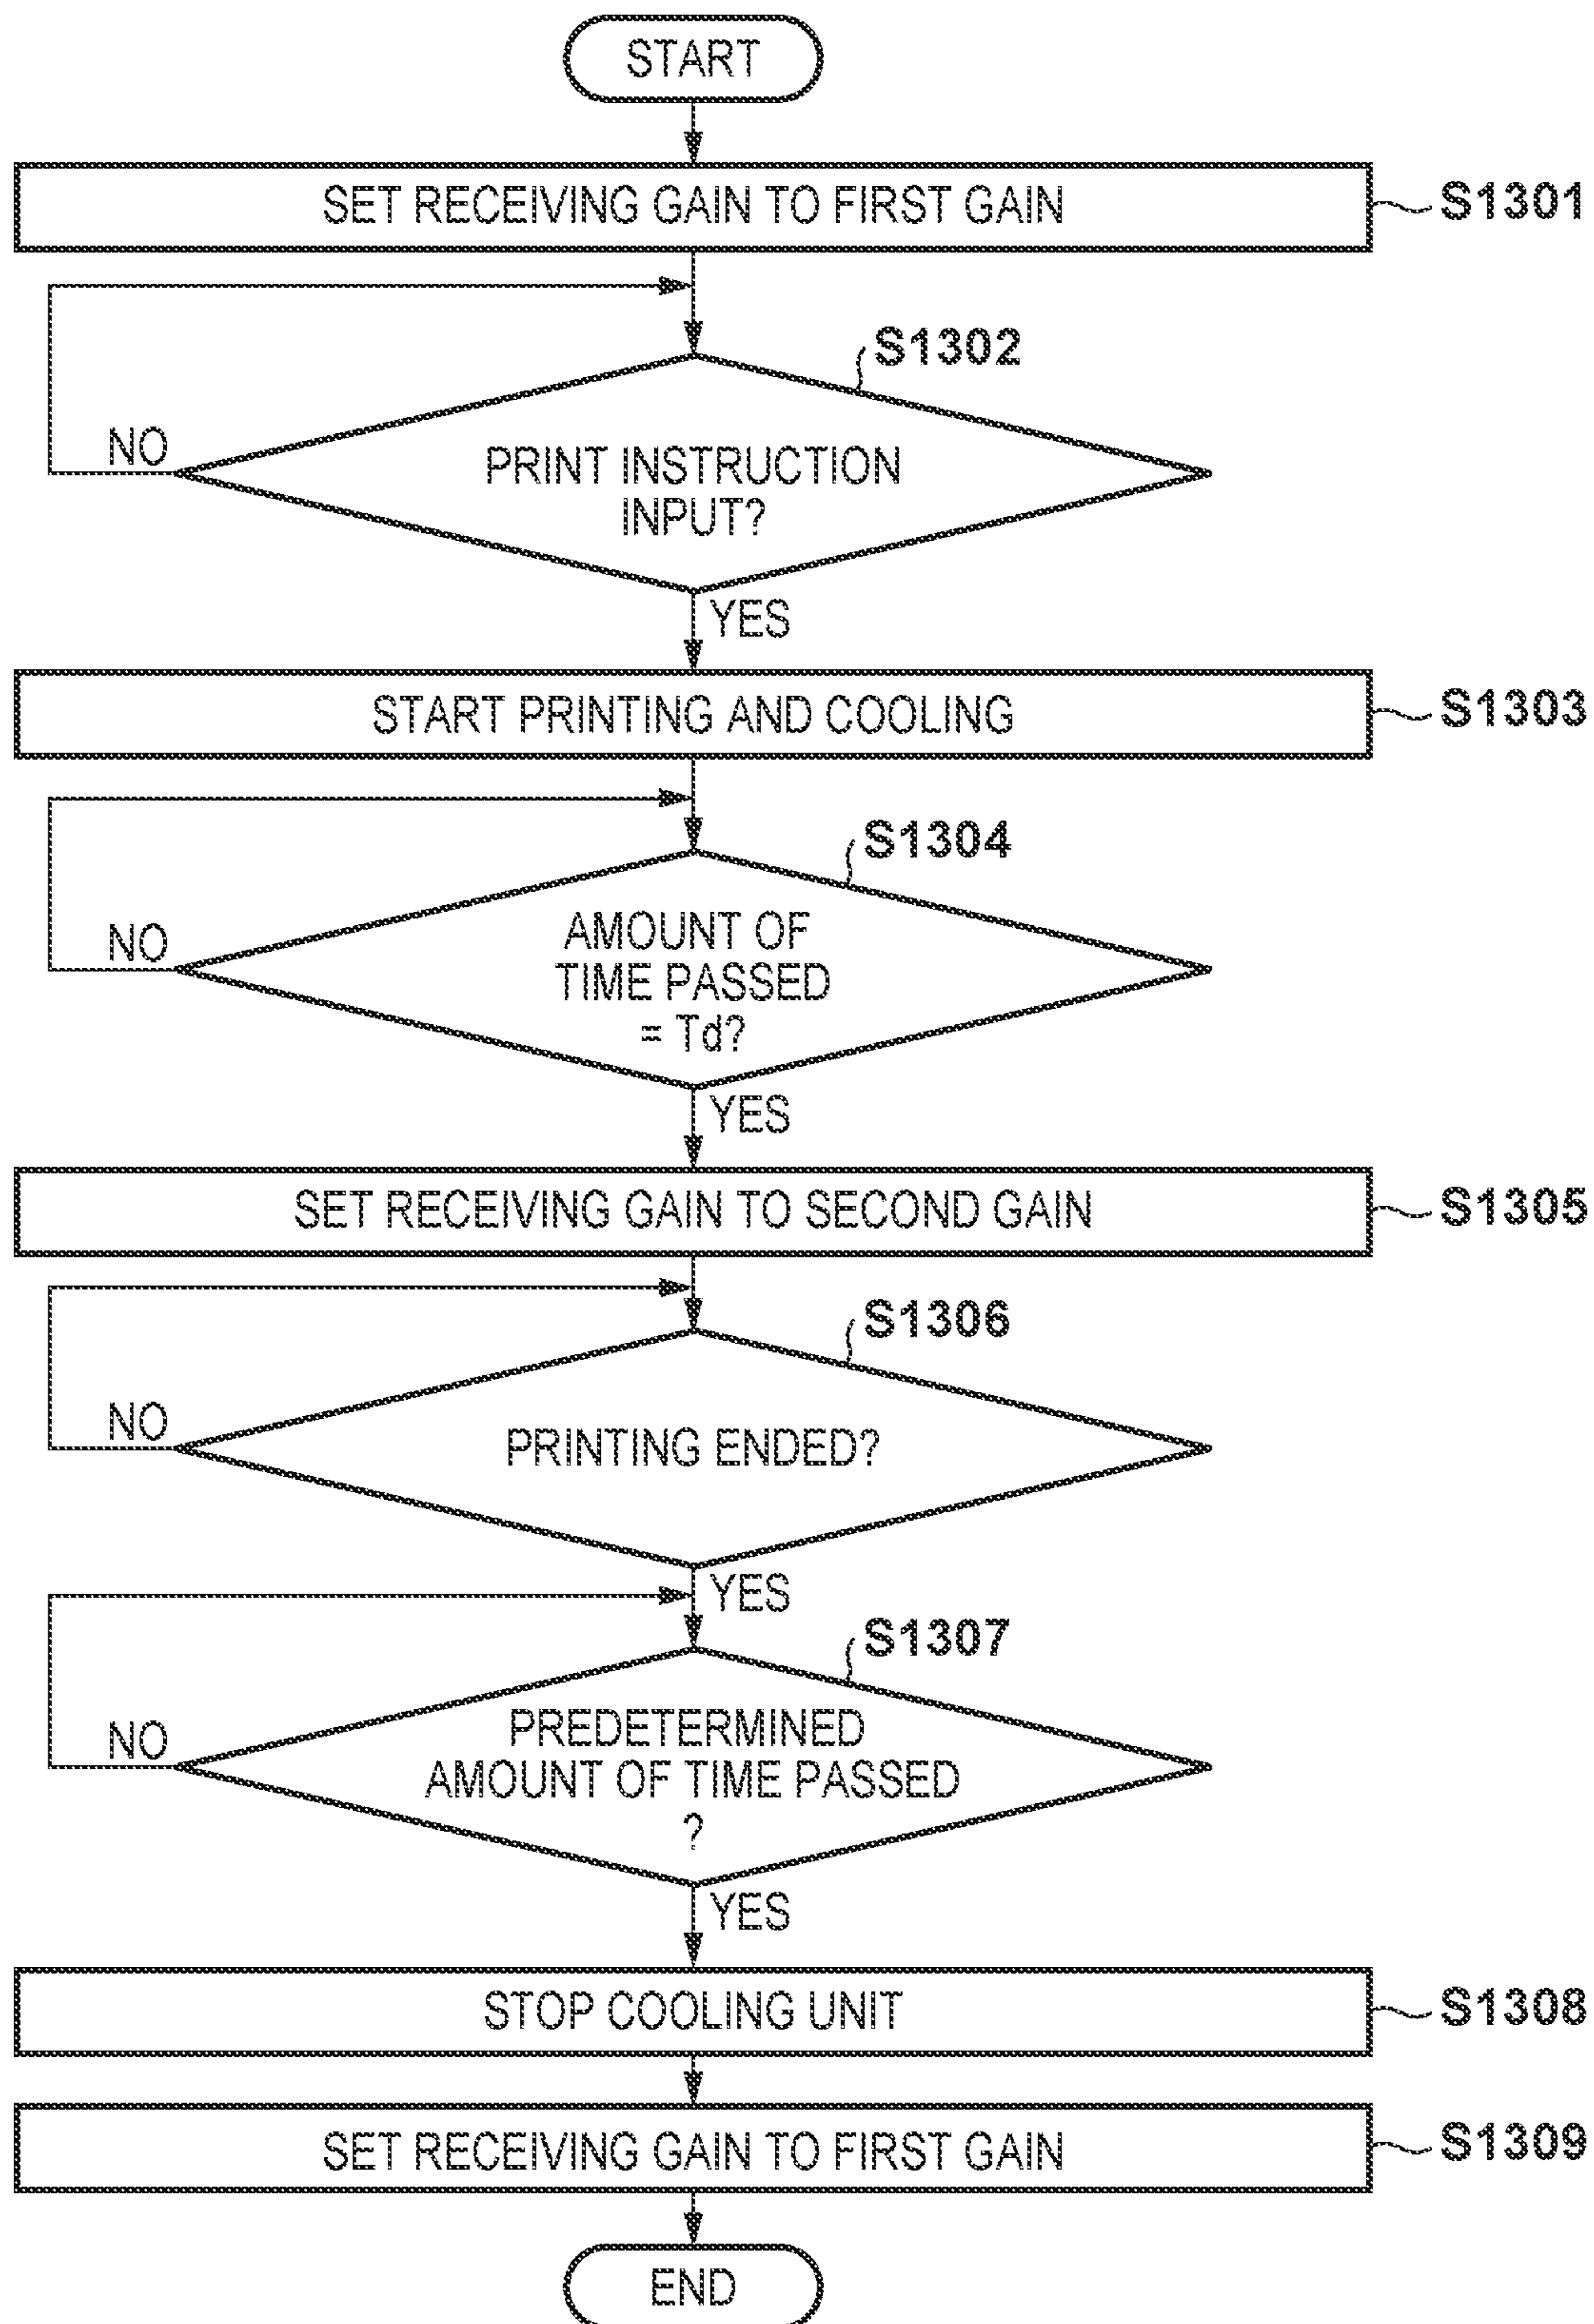 START
SET RECEIVING GAIN TO FIRST GAIN
S1301
S1302
NO
PRINT INSTRUCTION
INPUT?
YES
START PRINTING AND COOLING
S1303
S1304
NO
AMOUNT OF
TIME PASSED
= Td?
YES
SET RECEIVING GAIN TO SECOND GAIN
S1305
S1306
NO
PRINTING ENDED?
YES
S1307
NO
PREDETERMINED
AMOUNT OF TIME PASSED
?
YES
STOP COOLING UNIT
S1308
SET RECEIVING GAIN TO FIRST GAIN
S1309
END